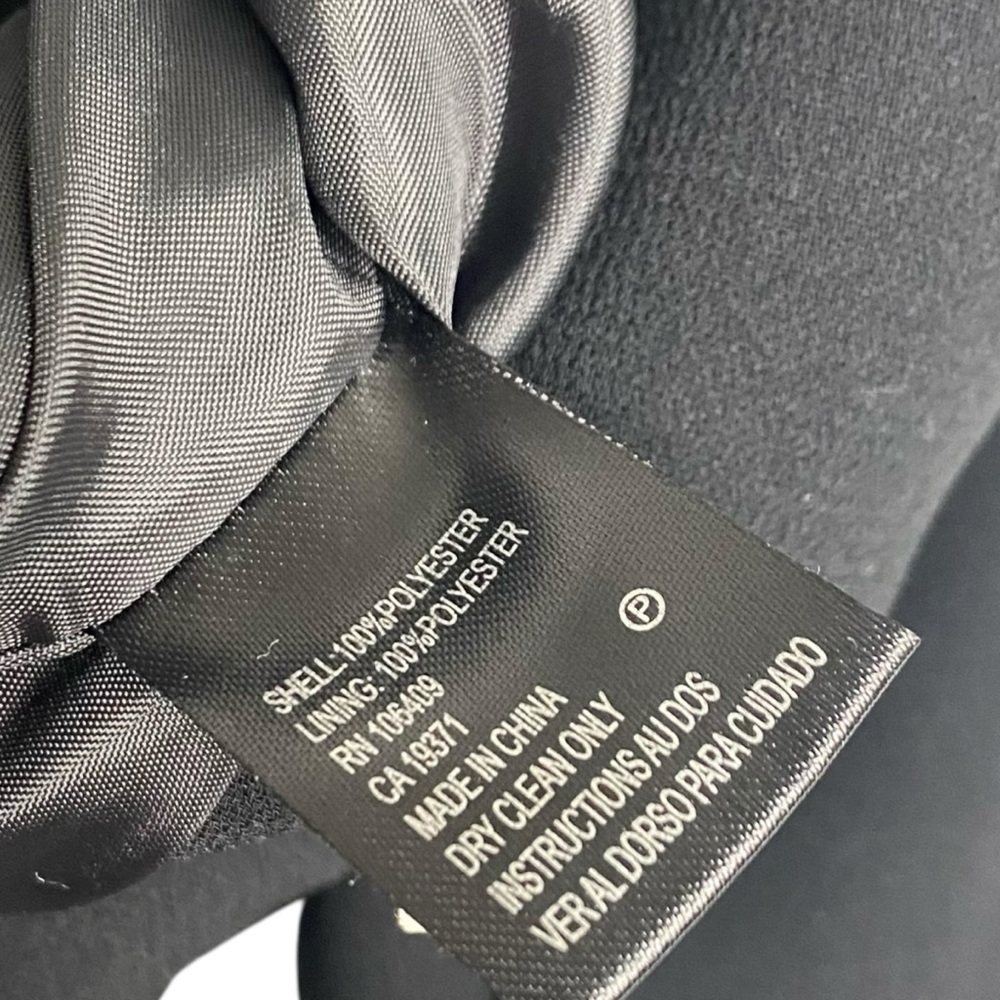 SHELL:100%POLYESTER
LINING: 100%POLYESTER
RN 106409
CA 19371
MADE IN CHINA
DRY CLEAN ONLY
INSTRUCTIONS AU DOS
VER AL DORSO PARA CUIDADO
P